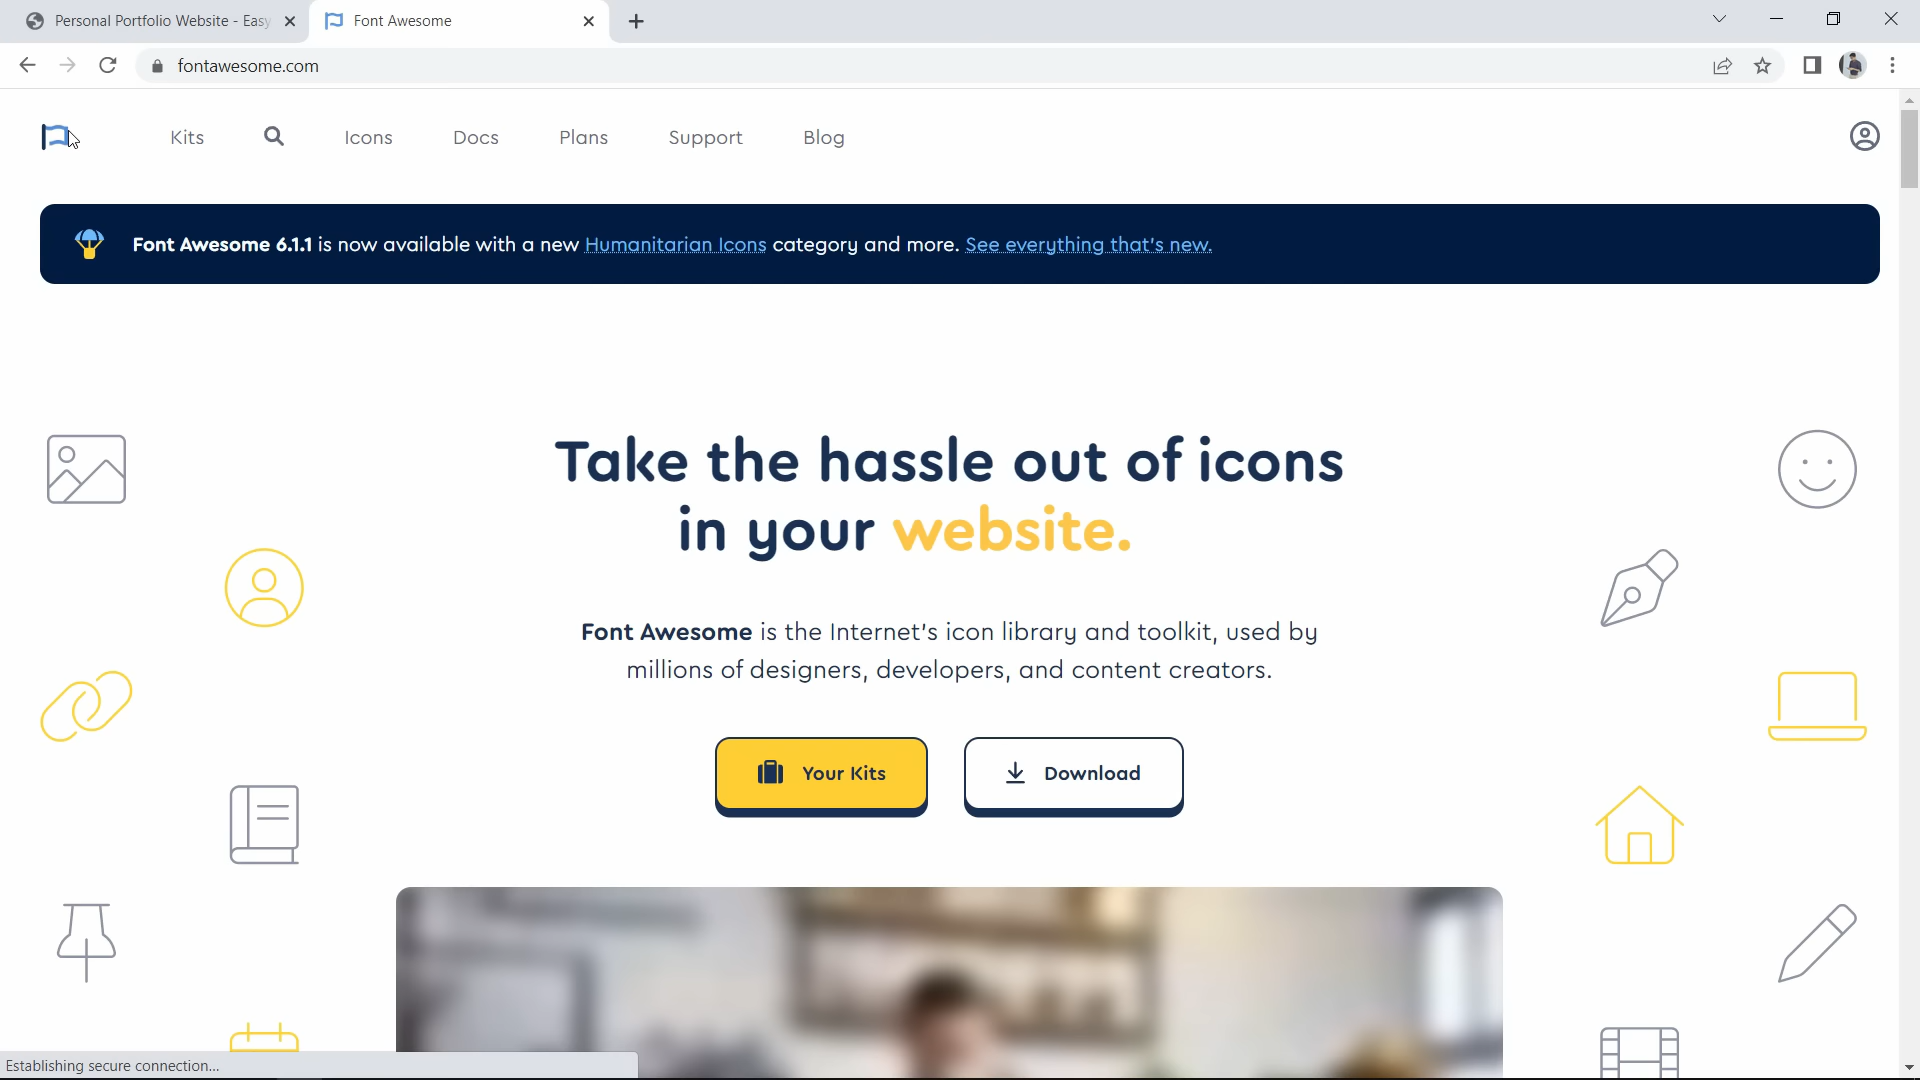 Personal Portfolio Website - Easy
Font Awesome
fontawesome.com
Kits
Icons
Docs
Plans
Support
Blog
Font Awesome 6.1.1 is now available with a new Humanitarian Icons category and more. See everything that's new.
Take the hassle out of icons
in your website.
Font Awesome is the Internet's icon library and toolkit, used by
millions of designers, developers, and content creators.
Your Kits
Download
Establishing secure connection...